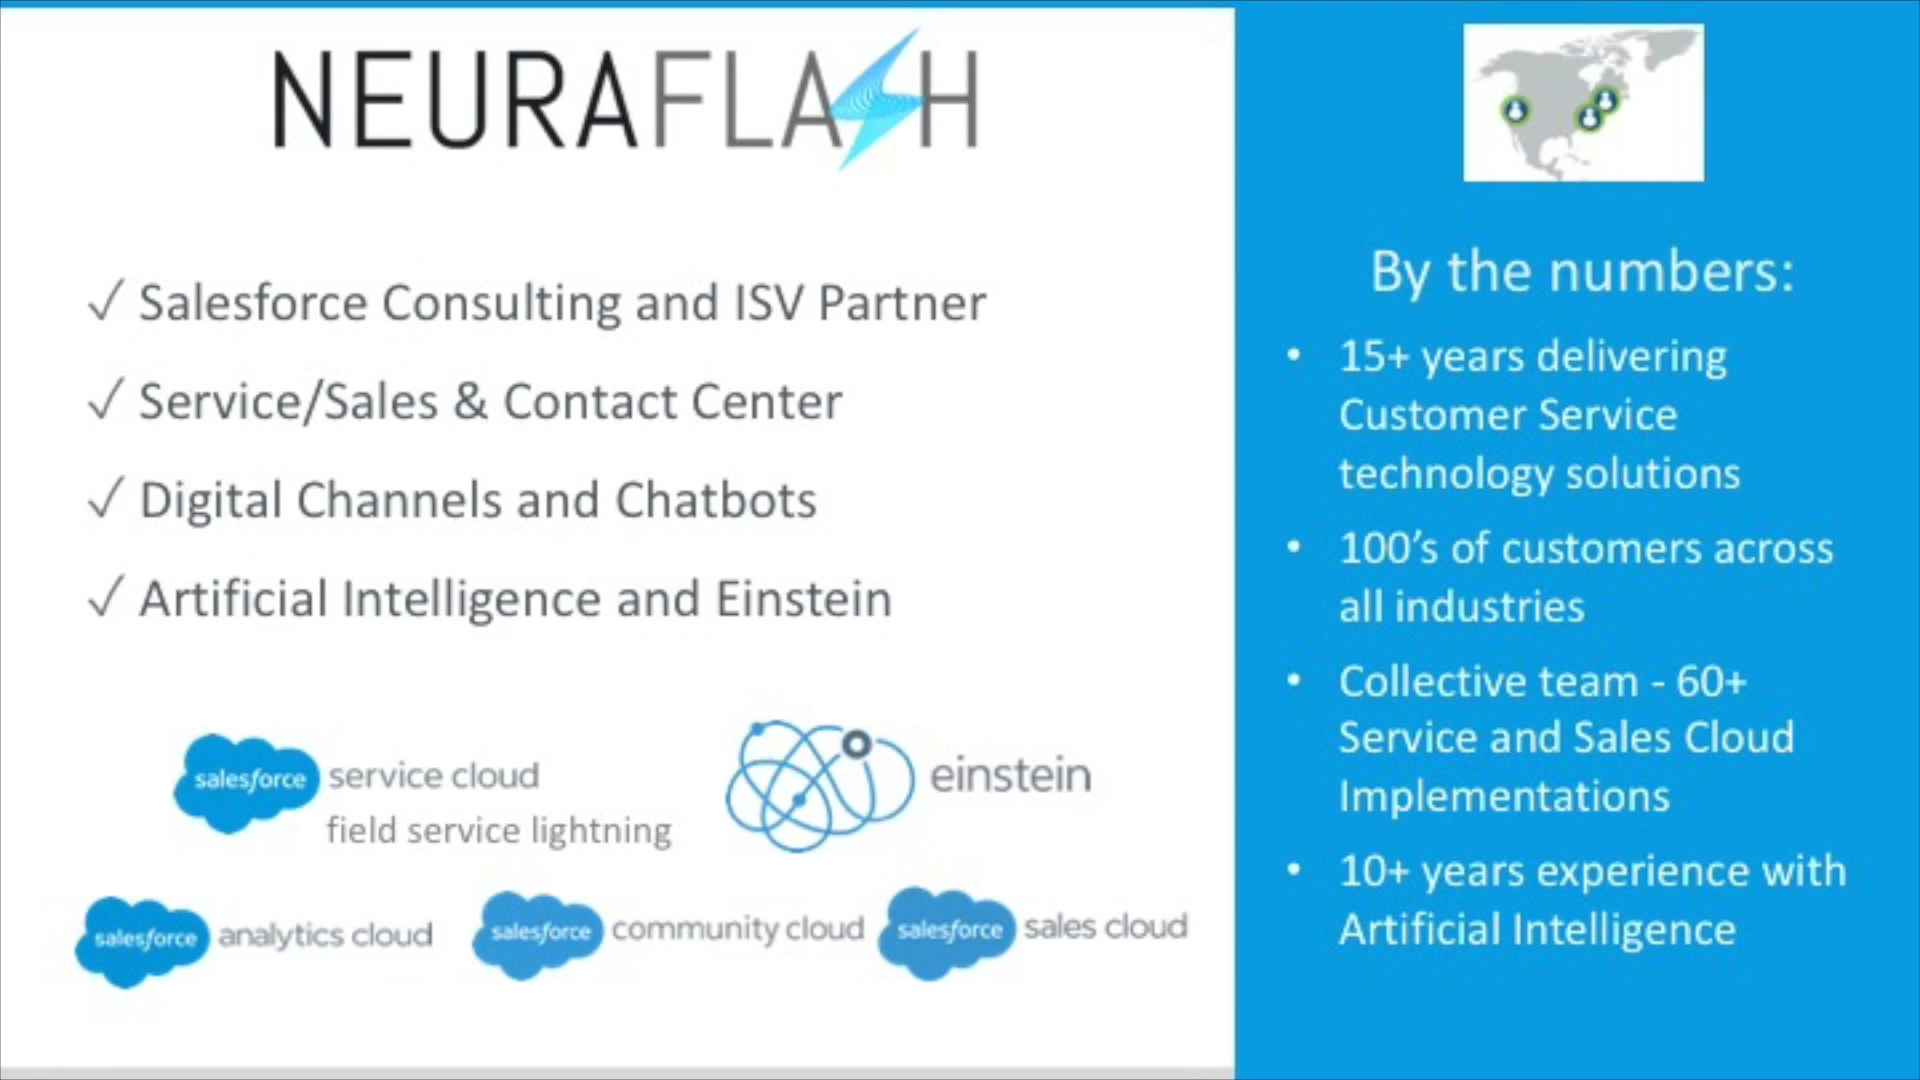 NEURAFLASH
✓ Salesforce Consulting and ISV Partner
✓ Service/Sales & Contact Center
✓ Digital Channels and Chatbots
✓ Artificial Intelligence and Einstein
salesforce service cloud
field service lightning
einstein
salesforce analytics cloud
salesforce community cloud
salesforce sales cloud
By the numbers:
• 15+ years delivering
Customer Service
technology solutions
• 100’s of customers across
all industries
• Collective team - 60+
Service and Sales Cloud
Implementations
• 10+ years experience with
Artificial Intelligence